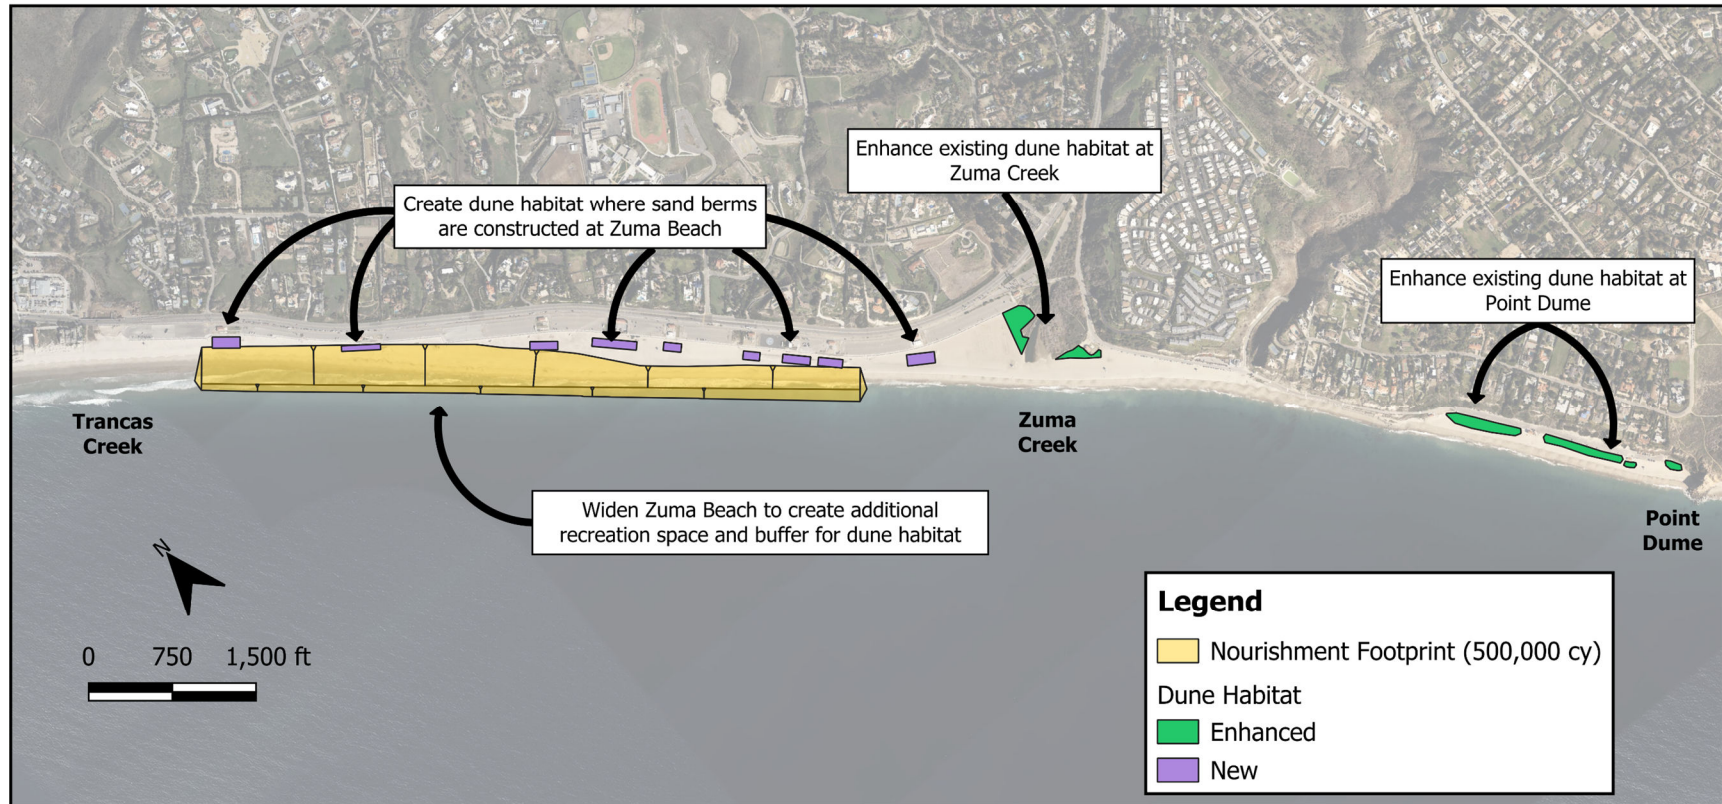 Enhance existing dune habitat at
Zuma Creek
Create dune habitat where sand berms
are constructed at Zuma Beach
Enhance existing dune habitat at
Point Dume
Trancas
Creek
Zuma
Creek
Widen Zuma Beach to create additional
recreation space and buffer for dune habitat
Point
Dume
N
0 750 1,500 ft
Legend
Nourishment Footprint (500,000 cy)
Dune Habitat
Enhanced
New